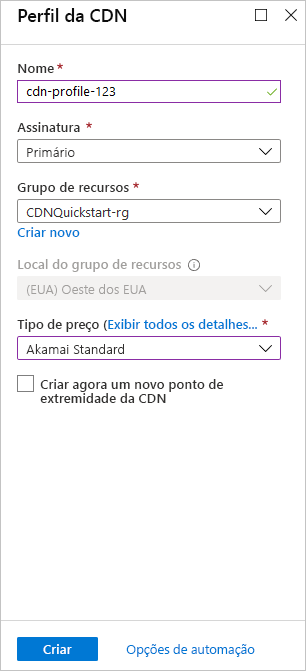 Perfil da CDN
Nome *
cdn-profile-123
Assinatura *
Primário
Grupo de recursos *
CDNQuickstart-rg
Criar novo
Local do grupo de recursos
(EUA) Oeste dos EUA
Tipo de preço (Exibir todos os detalhes... *
Akamai Standard
Criar agora um novo ponto de
extremidade da CDN
Criar
Opções de automação